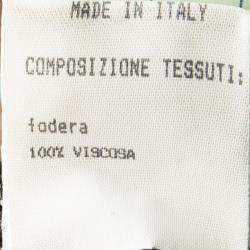 MADE IN ITALY
COMPOSIZIONE TESSUTI:
fodera
100% VISCOSA